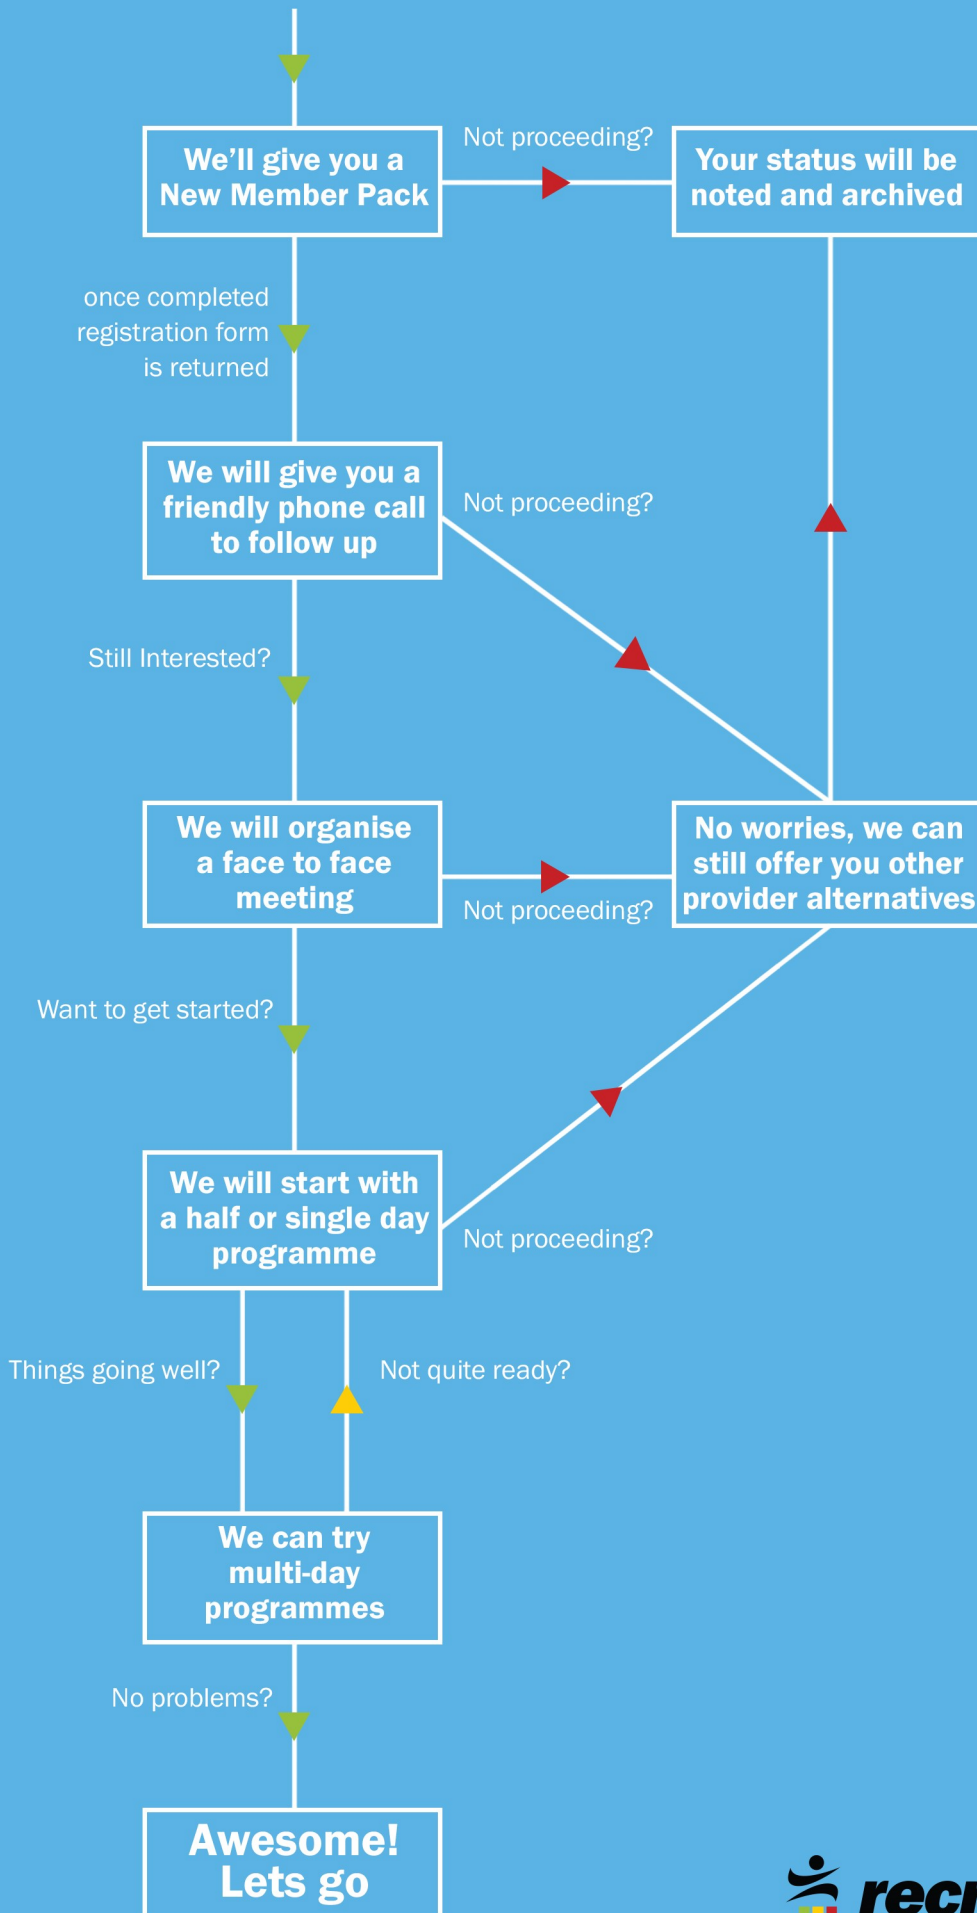 We'll give you a
New Member Pack
Not proceeding?
Your status will be
noted and archived
once completed
registration form
is returned
We will give you a
friendly phone call
to follow up
Not proceeding?
Still Interested?
We will organise
a face to face
meeting
Not proceeding?
No worries, we can
still offer you other
provider alternatives
Want to get started?
We will start with
a half or single day
programme
Not proceeding?
Things going well?
Not quite ready?
We can try
multi-day
programmes
No problems?
Awesome!
Lets go